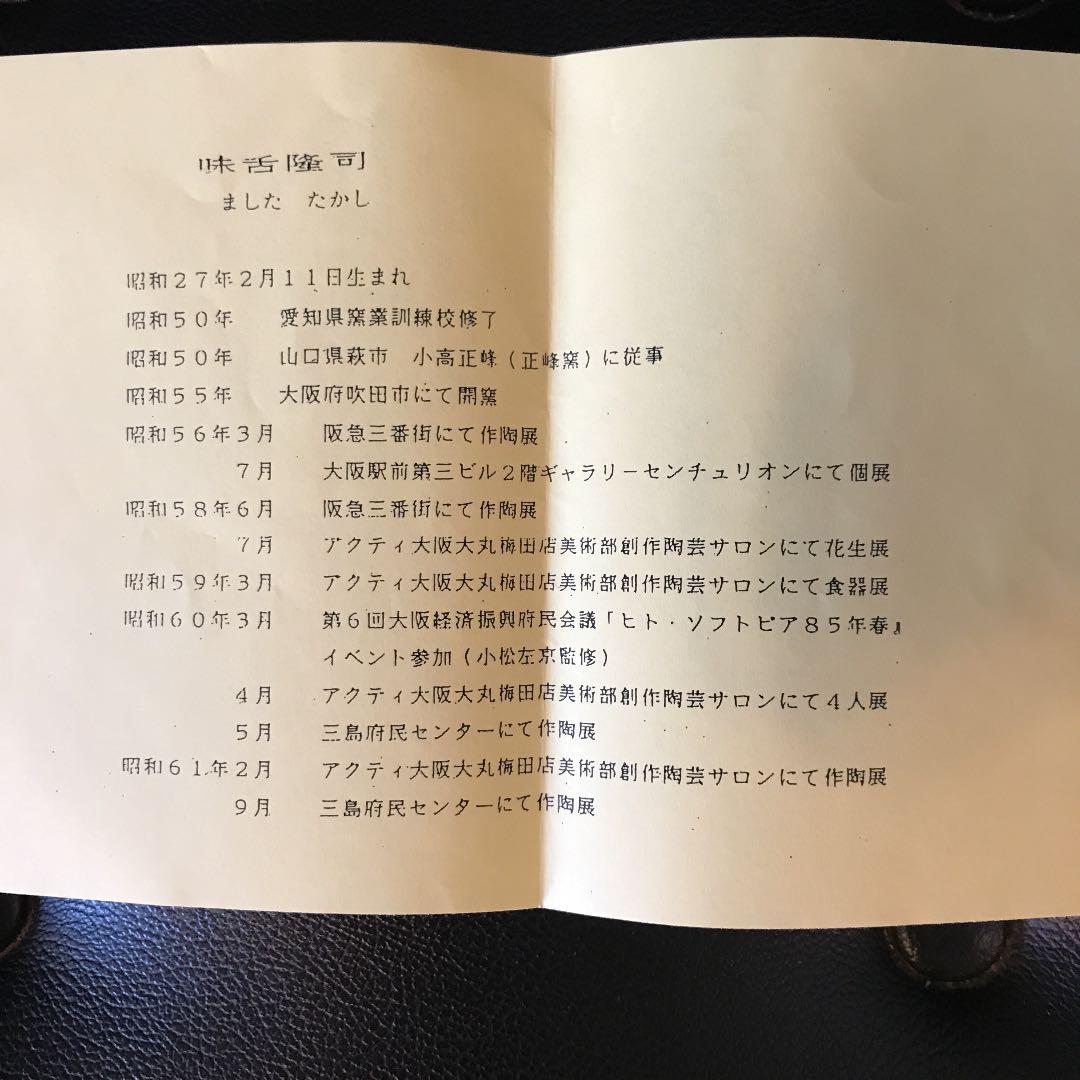 味舌隆司
ました　たかし
昭和２７年２月１１日生まれ
昭和５０年　愛知県窯業訓練校修了
昭和５０年　山口県萩市　小高正峰（正峰窯）に従事
昭和５５年　大阪府吹田市にて開窯
昭和５６年３月　阪急三番街にて作陶展
７月　大阪駅前第三ビル２階ギャラリーセンチュリオンにて個展
昭和５８年６月　阪急三番街にて作陶展
７月　アクティ大阪大丸梅田店美術部創作陶芸サロンにて花生展
昭和５９年３月　アクティ大阪大丸梅田店美術部創作陶芸サロンにて食器展
昭和６０年３月　第６回大阪経済振興府民会議「ヒト・ソフトピア８５年春』
イベント参加（小松左京監修）
４月　アクティ大阪大丸梅田店美術部創作陶芸サロンにて４人展
５月　三島府民センターにて作陶展
昭和６１年２月　アクティ大阪大丸梅田店美術部創作陶芸サロンにて作陶展
９月　三島府民センターにて作陶展